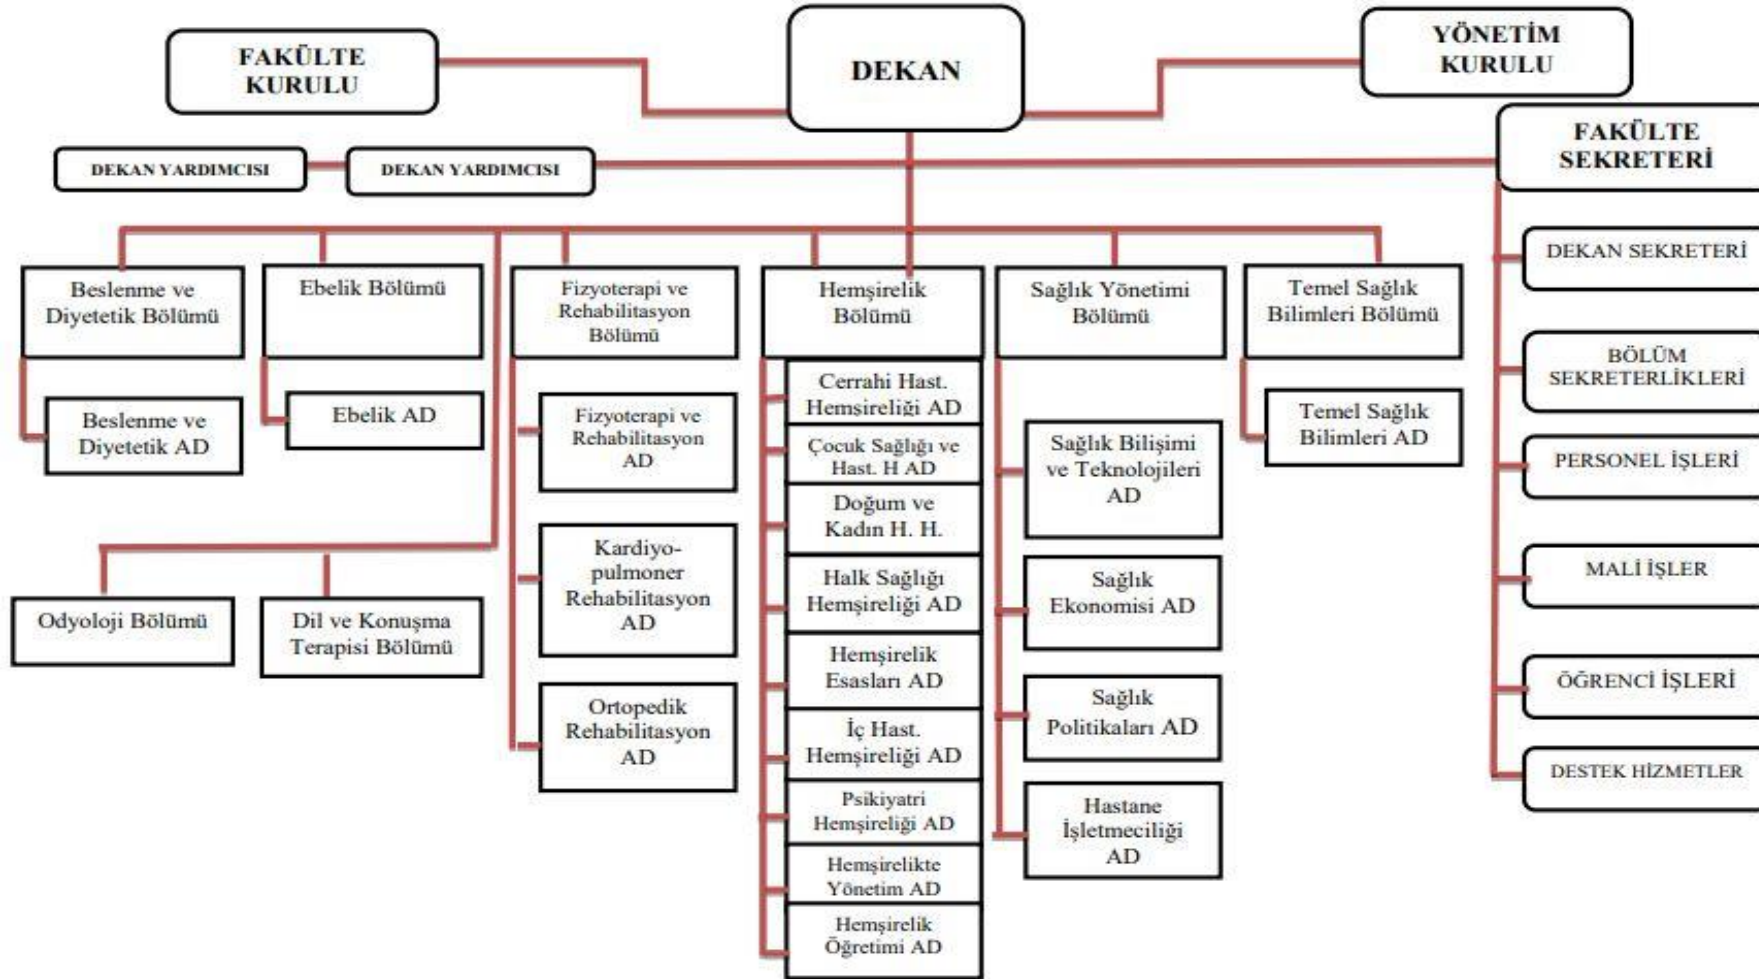 FAKÜLTE
KURULU
DEKAN
YÖNETİM
KURULU
FAKÜLTE
SEKRETERİ
DEKAN YARDIMCISI
DEKAN YARDIMCISI
DEKAN SEKRETERİ
BÖLÜM
SEKRETERLİKLERİ
PERSONEL İŞLERİ
MALİ İŞLER
ÖĞRENCİ İŞLERİ
DESTEK HİZMETLER
Beslenme ve
Diyetetik Bölümü
Beslenme ve
Diyetetik AD
Ebelik Bölümü
Ebelik AD
Odyoloji Bölümü
Dil ve Konuşma
Terapisi Bölümü
Fizyoterapi ve
Rehabilitasyon
Bölümü
Fizyoterapi ve
Rehabilitasyon
AD
Kardiyo-
pulmoner
Rehabilitasyon
AD
Ortopedik
Rehabilitasyon
AD
Hemşirelik
Bölümü
Cerrahi Hast.
Hemşireliği AD
Çocuk Sağlığı ve
Hast. H AD
Doğum ve
Kadın H. H.
Halk Sağlığı
Hemşireliği AD
Hemşirelik
Esasları AD
İç Hast.
Hemşireliği AD
Psikiyatri
Hemşireliği AD
Hemşirelikte
Yönetim AD
Hemşirelik
Öğretimi AD
Sağlık Yönetimi
Bölümü
Sağlık Bilişimi
ve Teknolojileri
AD
Sağlık
Ekonomisi AD
Sağlık
Politikaları AD
Hastane
İşletmeciliği
AD
Temel Sağlık
Bilimleri Bölümü
Temel Sağlık
Bilimleri AD